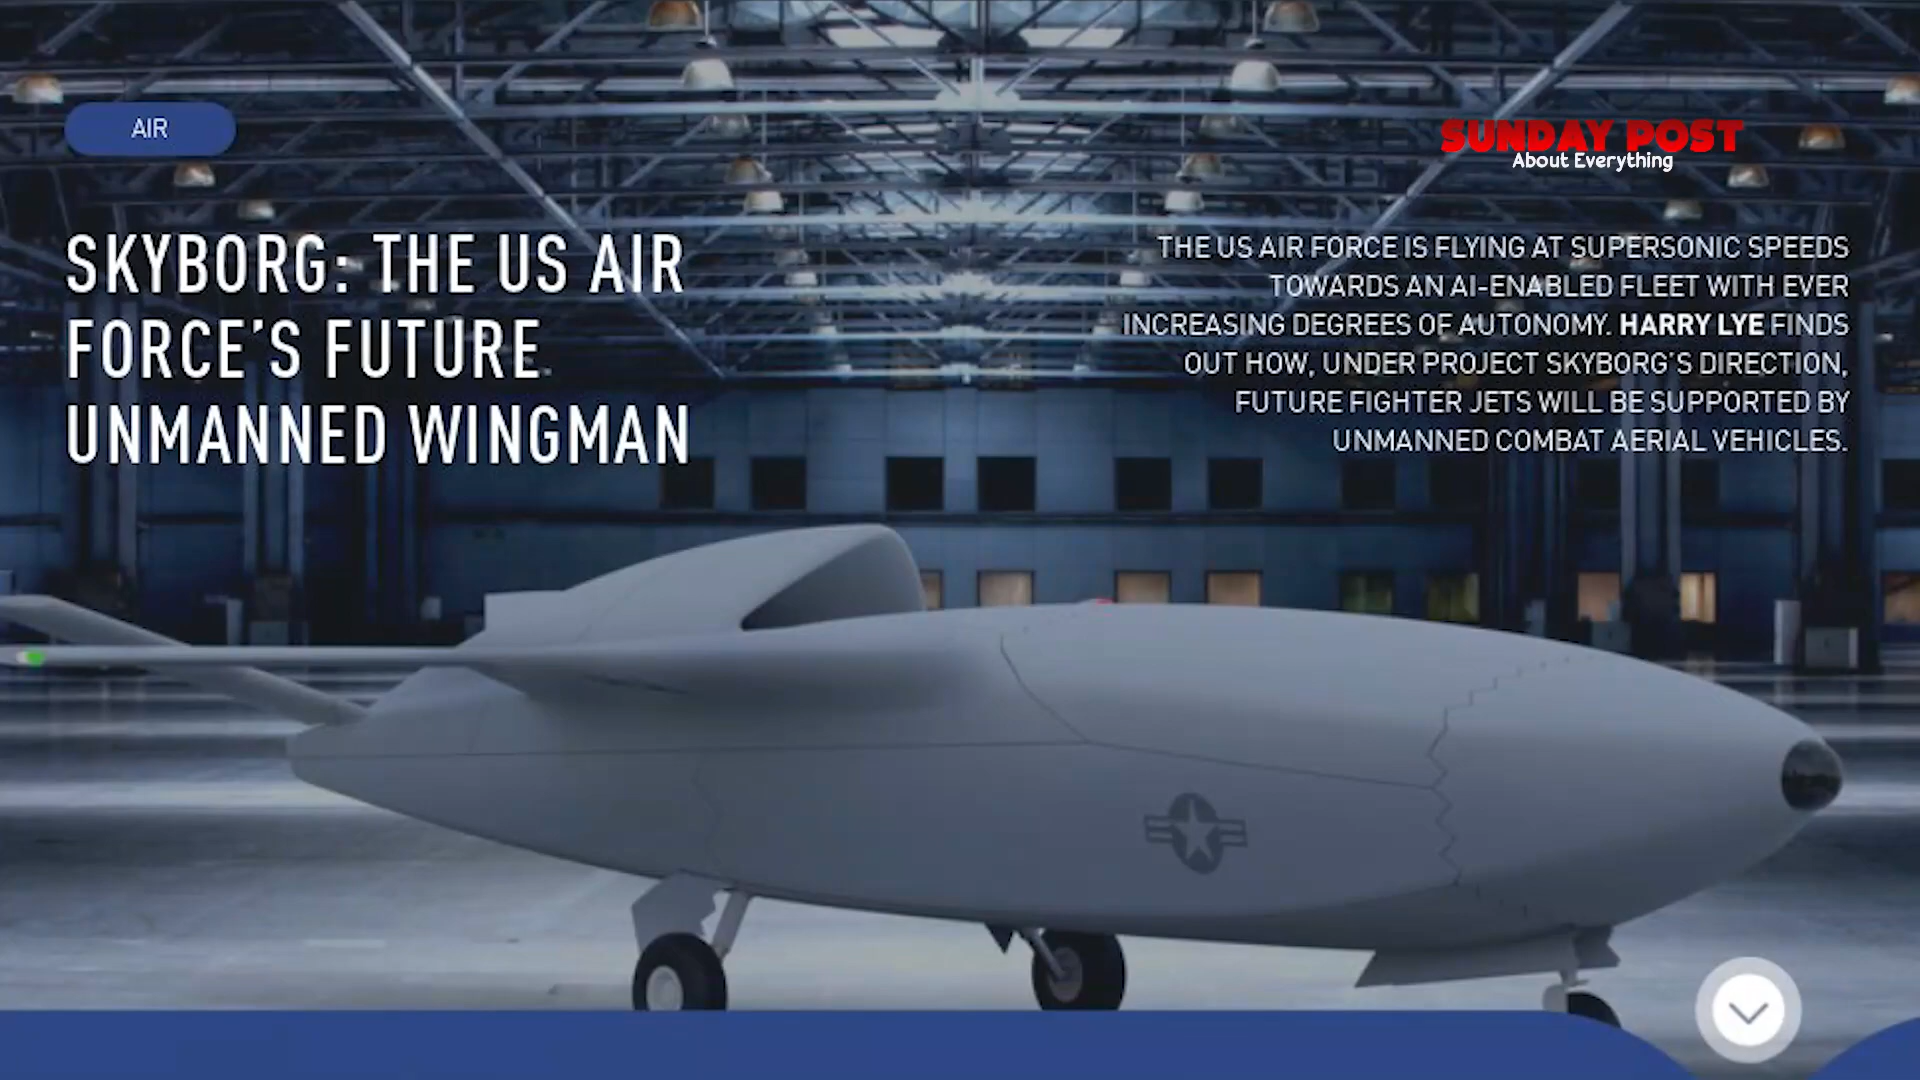 AIR
SUNDAY POST
About Everything
SKYBORG: THE US AIR
FORCE'S FUTURE
UNMANNED WINGMAN
THE US AIR FORCE IS FLYING AT SUPERSONIC SPEEDS
TOWARDS AN AI-ENABLED FLEET WITH EVER
INCREASING DEGREES OF AUTONOMY. HARRY LYE FINDS
OUT HOW, UNDER PROJECT SKYBORG'S DIRECTION,
FUTURE FIGHTER JETS WILL BE SUPPORTED BY
UNMANNED COMBAT AERIAL VEHICLES.